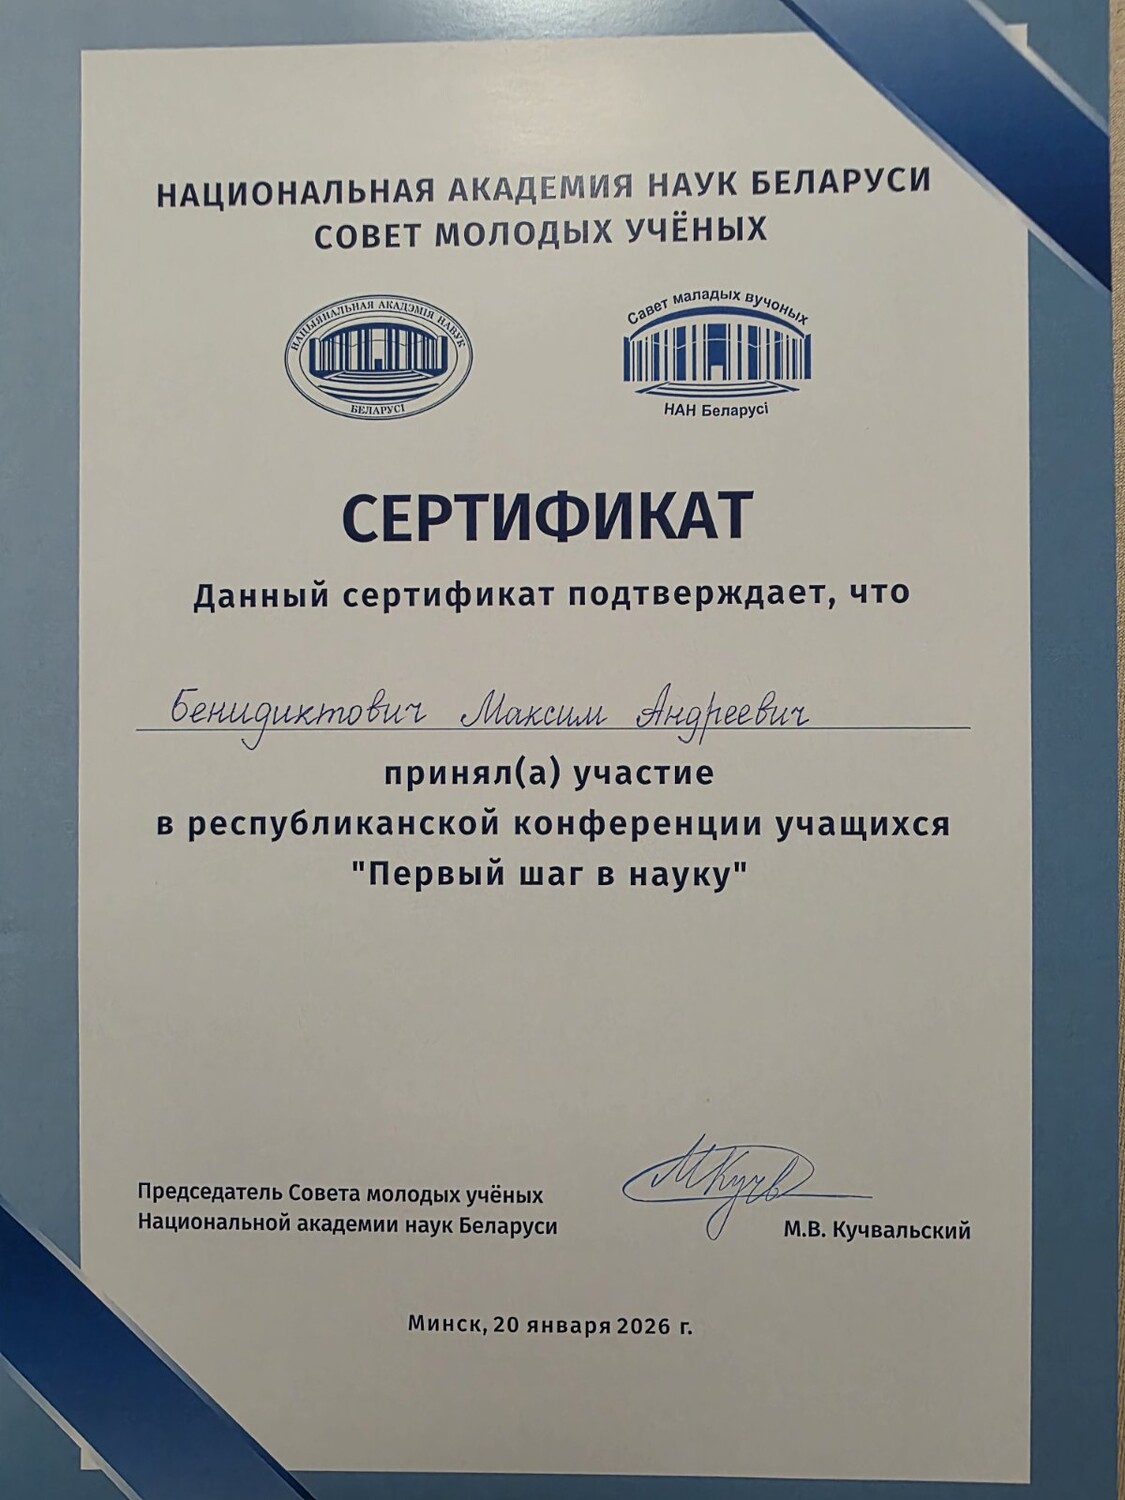 НАЦИОНАЛЬНАЯ АКАДЕМИЯ НАУК БЕЛАРУСИ
СОВЕТ МОЛОДЫХ УЧЁНЫХ
НАЦЫЯНАЛЬНАЯ АКАДЭМІЯ НАВУК
БЕЛАРУСІ
Савет маладых вучоных
НАН Беларусі
СЕРТИФИКАТ
Данный сертификат подтверждает, что
Бенидиктович Максим Андреевич
принял(а) участие
в республиканской конференции учащихся
"Первый шаг в науку"
Председатель Совета молодых учёных
Национальной академии наук Беларуси
М.В. Кучвальский
Минск, 20 января 2026 г.